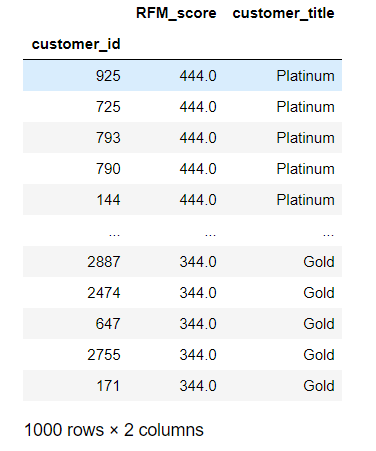 RFM_score customer_title
customer_id
925 444.0 Platinum
725 444.0 Platinum
793 444.0 Platinum
790 444.0 Platinum
144 444.0 Platinum
... ... ...
2887 344.0 Gold
2474 344.0 Gold
647 344.0 Gold
2755 344.0 Gold
171 344.0 Gold
1000 rows × 2 columns